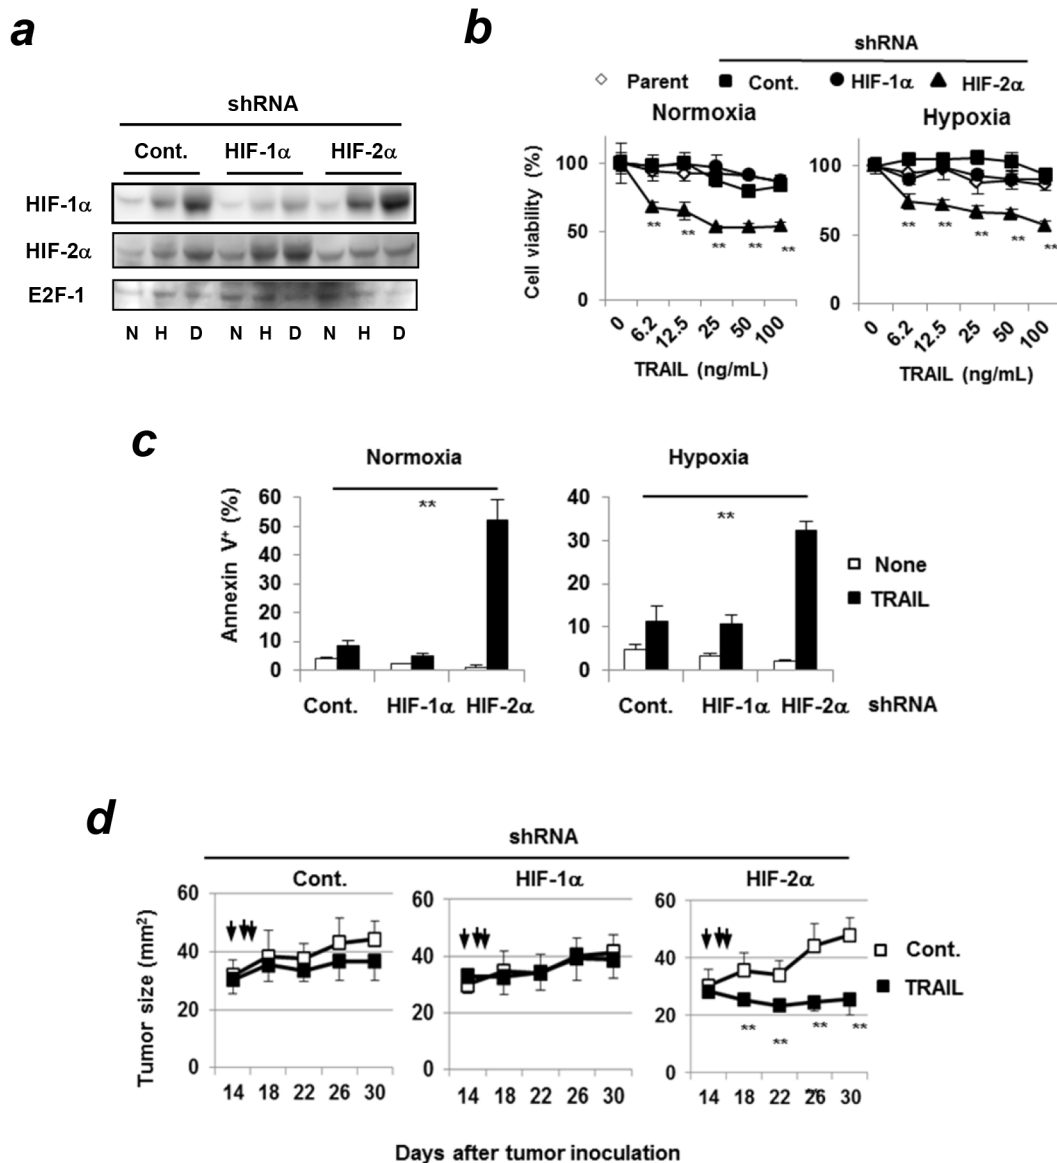 a
shRNA
Cont. HIF-1α HIF-2α
HIF-1α
HIF-2α
E2F-1
N H D N H D N H D
b
shRNA
Parent Cont. HIF-1α HIF-2α
Normoxia Hypoxia
Cell viability (%)
100
50
0
** ** ** ** **
0 6.2 12.5 25 50 100
TRAIL (ng/mL)
100
50
0
** ** ** ** **
0 6.2 12.5 25 50 100
TRAIL (ng/mL)
c
Normoxia Hypoxia
Annexin V⁺ (%)
60
50
40
30
20
10
0
**
Cont. HIF-1α HIF-2α
40
30
20
10
0
**
Cont. HIF-1α HIF-2α shRNA
None
TRAIL
d
shRNA
Cont. HIF-1α HIF-2α
Tumor size (mm²)
60
40
20
0
14 18 22 26 30
60
40
20
0
14 18 22 26 30
60
40
20
0
** ** ** **
14 18 22 26 30
Cont.
TRAIL
Days after tumor inoculation